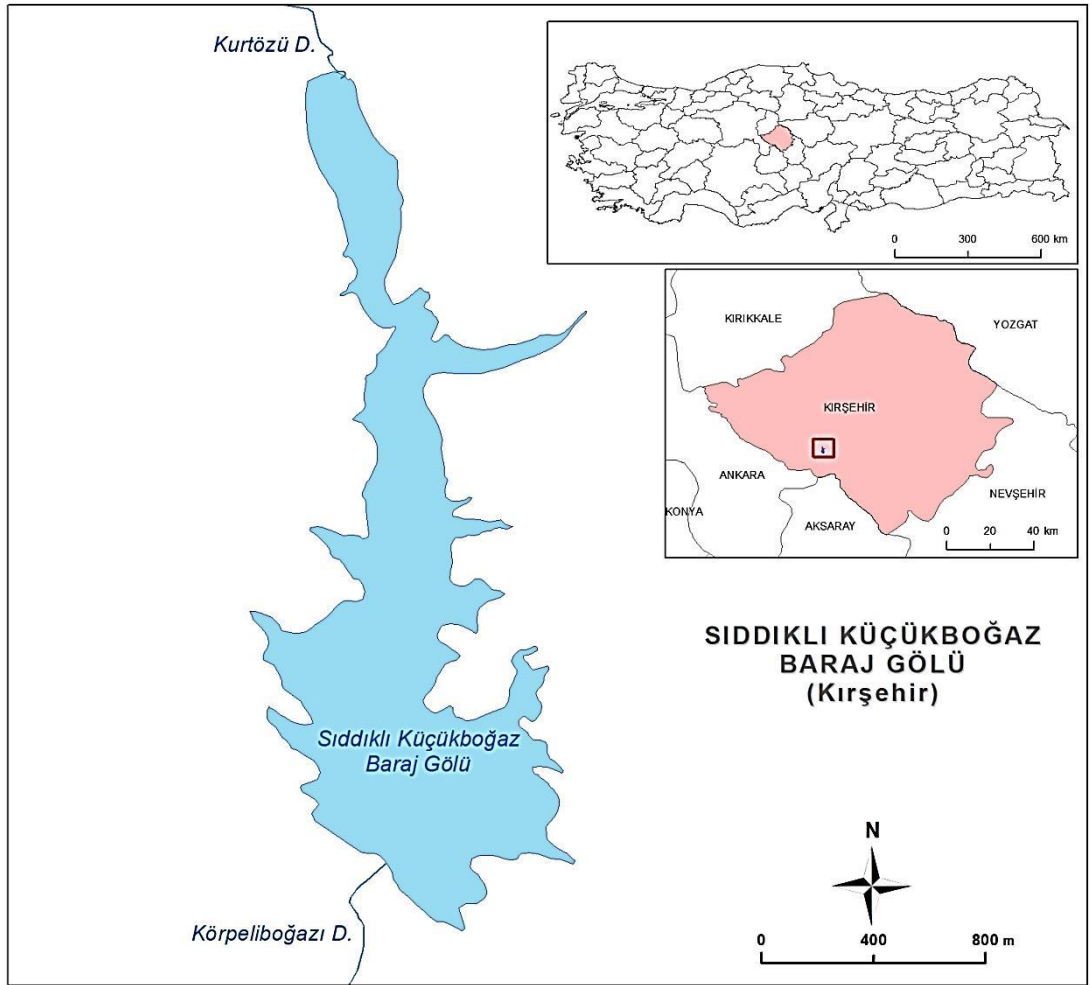 Kurtözü D.
0 300 600 km
KIRIKKALE
YOZGAT
KIRŞEHİR
ANKARA
NEVŞEHİR
KONYA
AKSARAY
0 20 40 km
SIDDIKLI KÜÇÜKBOĞAZ
BARAJ GÖLÜ
(Kırşehir)
Sıddıklı Küçükboğaz
Baraj Gölü
N
Körpeliboğazı D.
0 400 800 m